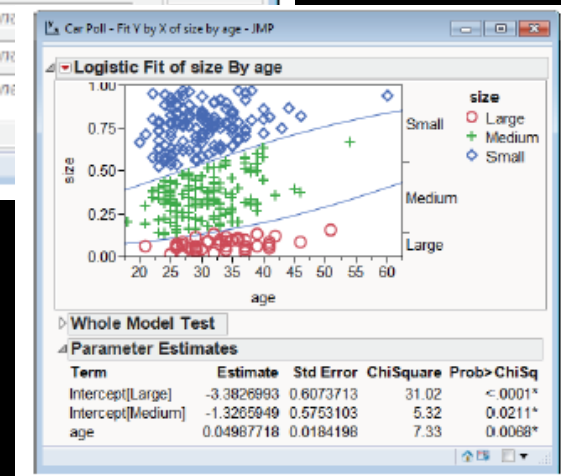 Car Poll - Fit Y by X of size by age - JMP
Logistic Fit of size By age
1.00
0.75
0.50
0.25
0.00
size
20 25 30 35 40 45 50 55 60
age
Small
Medium
Large
size
Large
Medium
Small
Whole Model Test
Parameter Estimates
Term Estimate Std Error ChiSquare Prob>ChiSq
Intercept[Large] -3.3826993 0.6073713 31.02 <.0001*
Intercept[Medium] -1.3265949 0.5753103 5.32 0.0211*
age 0.04987718 0.0184198 7.33 0.0068*